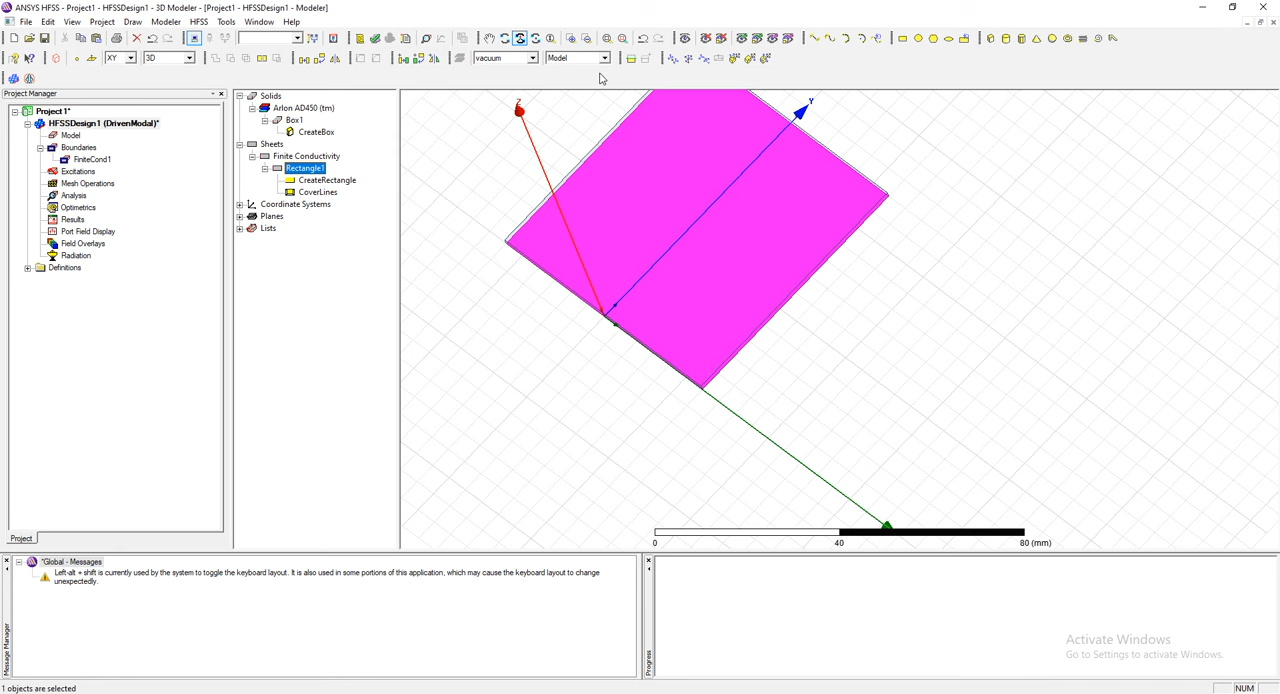 ANSYS HFSS - Project1 - HFSSDesign1 - 3D Modeler - [Project1 - HFSSDesign1 - Modeler]
File Edit View Project Draw Modeler HFSS Tools Window Help
XY 3D vacuum Model
Project Manager
Project1*
HFSSDesign1 (DrivenModal)*
Model
Boundaries
FiniteCond1
Excitations
Mesh Operations
Analysis
Optimetrics
Results
Port Field Display
Field Overlays
Radiation
Definitions
Project
Solids
Arlon AD450 (tm)
Box1
CreateBox
Sheets
Finite Conductivity
Rectangle1
CreateRectangle
CoverLines
Coordinate Systems
Planes
Lists
Z
Y
0 40 80 (mm)
Message Manager
*Global - Messages
Left-alt + shift is currently used by the system to toggle the keyboard layout. It is also used in some portions of this application, which may cause the keyboard layout to change
unexpectedly.
Progress
Activate Windows
Go to Settings to activate Windows.
1 objects are selected
NUM